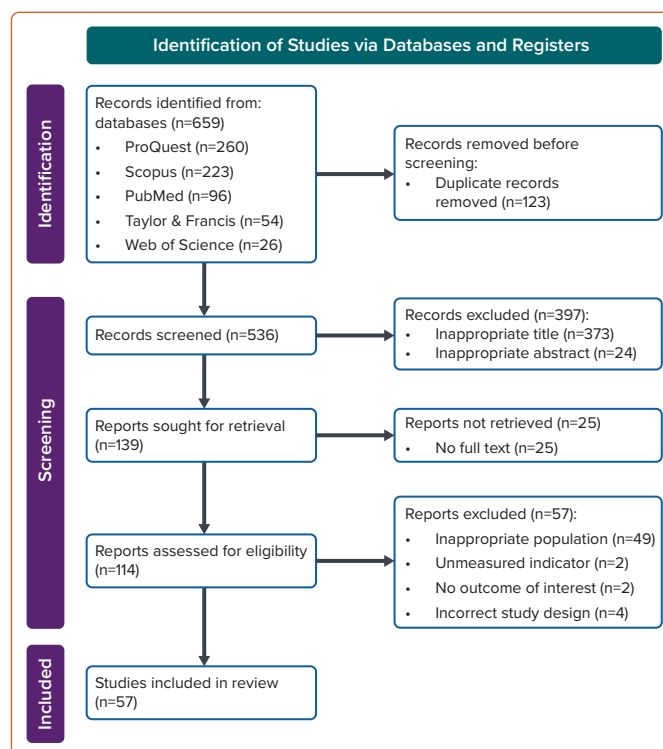 Identification of Studies via Databases and Registers
Identification
Records identified from:
databases (n=659)
• ProQuest (n=260)
• Scopus (n=223)
• PubMed (n=96)
• Taylor & Francis (n=54)
• Web of Science (n=26)
Records removed before
screening:
• Duplicate records
removed (n=123)
Screening
Records screened (n=536)
Records excluded (n=397):
• Inappropriate title (n=373)
• Inappropriate abstract (n=24)
Reports sought for retrieval
(n=139)
Reports not retrieved (n=25)
• No full text (n=25)
Reports assessed for eligibility
(n=114)
Reports excluded (n=57):
• Inappropriate population (n=49)
• Unmeasured indicator (n=2)
• No outcome of interest (n=2)
• Incorrect study design (n=4)
Included
Studies included in review
(n=57)